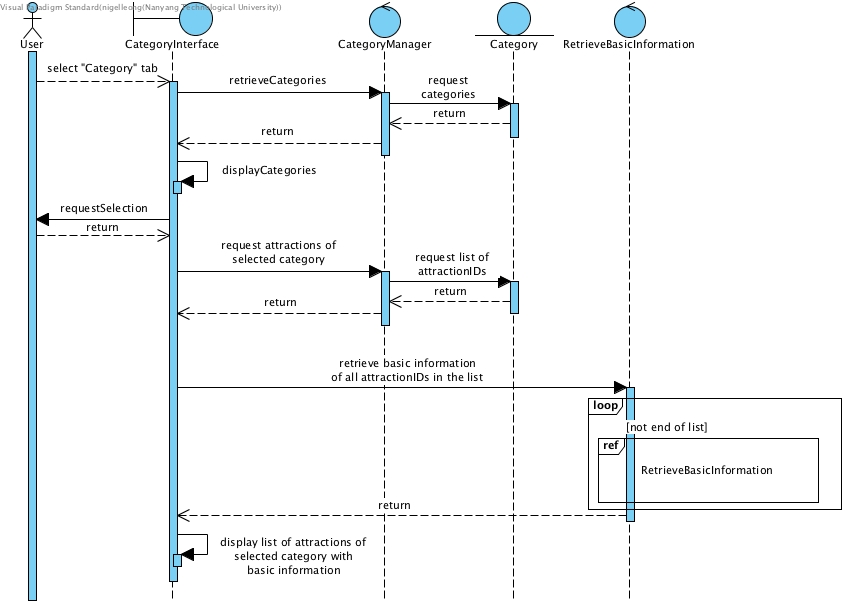 Visual Paradigm Standard(nigelleong(Nanyang Technological University))
User
CategoryInterface
CategoryManager
Category
RetrieveBasicInformation
select "Category" tab
retrieveCategories
request
categories
return
return
displayCategories
requestSelection
return
request attractions of
selected category
request list of
attractionIDs
return
return
retrieve basic information
of all attractionIDs in the list
loop
[not end of list]
ref
RetrieveBasicInformation
return
display list of attractions of
selected category with
basic information